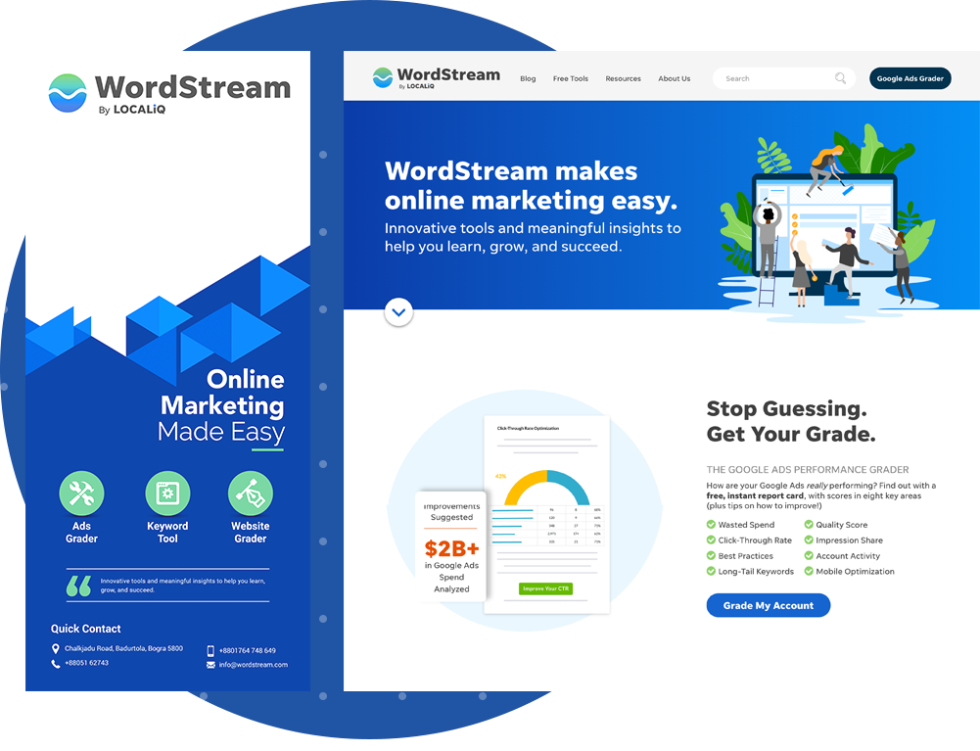 WordStream
By LOCALiQ
Online
Marketing
Made Easy
Ads
Grader
Keyword
Tool
Website
Grader
Innovative tools and meaningful insights to help you learn,
grow, and succeed.
Quick Contact
Chalkjadu Road, Badurtola, Bogra 5800
+88051 62743
+8801764 748 649
info@wordstream.com
WordStream
By LOCALiQ
Blog
Free Tools
Resources
About Us
Search
Google Ads Grader
WordStream makes
online marketing easy.
Innovative tools and meaningful insights to
help you learn, grow, and succeed.
Click-Through Rate Optimization
43%
Improvements
Suggested
$2B+
in Google Ads
Spend
Analyzed
Improve Your CTR
Stop Guessing.
Get Your Grade.
THE GOOGLE ADS PERFORMANCE GRADER
How are your Google Ads really performing? Find out with a
free, instant report card, with scores in eight key areas
(plus tips on how to improve!)
Wasted Spend
Quality Score
Click-Through Rate
Impression Share
Best Practices
Account Activity
Long-Tail Keywords
Mobile Optimization
Grade My Account